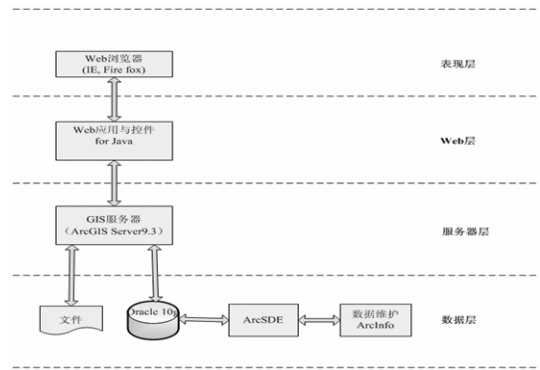 Web浏览器
(IE, Fire fox)
表现层
Web应用与控件
for Java
Web层
GIS服务器
（ArcGIS Server9.3）
服务器层
文件
Oracle 10g
ArcSDE
数据维护
ArcInfo
数据层